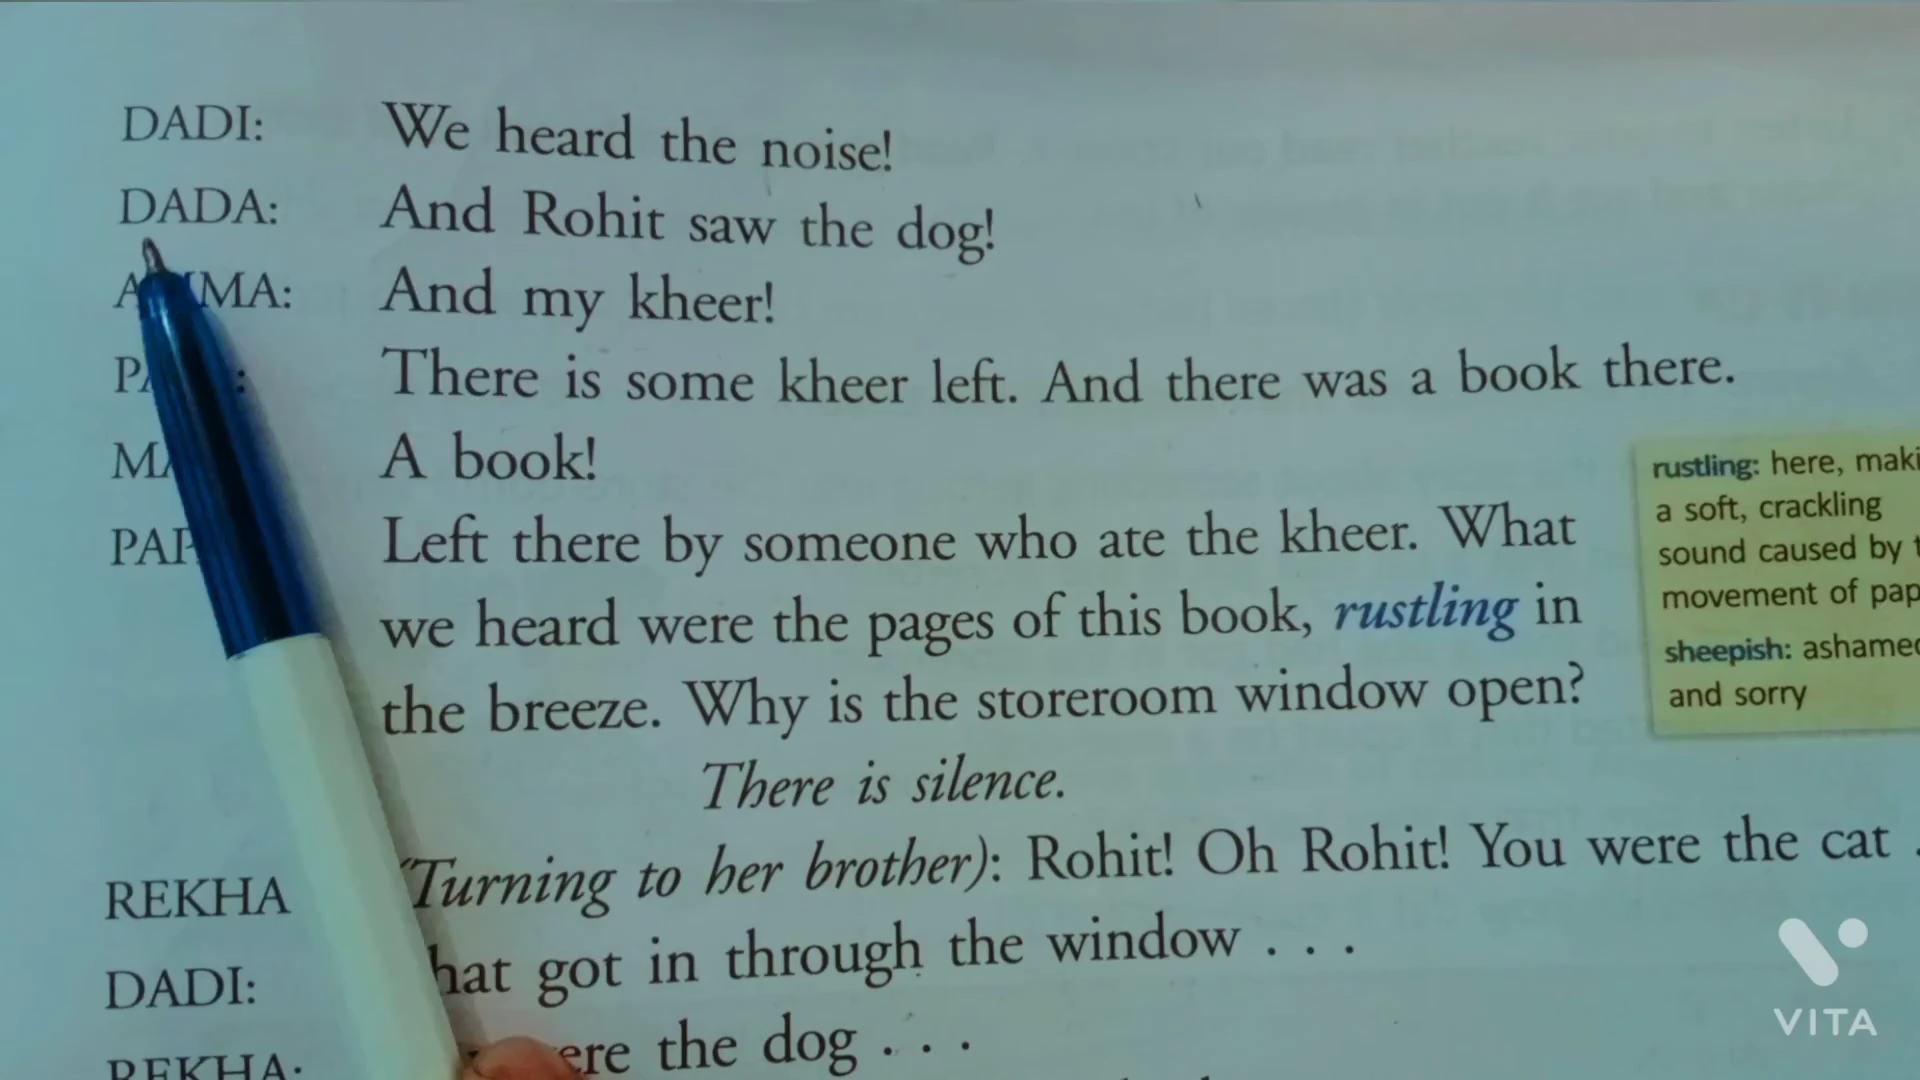 DADI: We heard the noise!
DADA: And Rohit saw the dog!
MA: And my kheer!
There is some kheer left. And there was a book there.
A book!
Left there by someone who ate the kheer. What
we heard were the pages of this book, rustling in
the breeze. Why is the storeroom window open?
There is silence.
REKHA (Turning to her brother): Rohit! Oh Rohit! You were the cat .
DADI: hat got in through the window . . .
REKHA: ere the dog . . .
rustling: here, maki
a soft, crackling
sound caused by t
movement of pap
sheepish: ashamed
and sorry
VITA